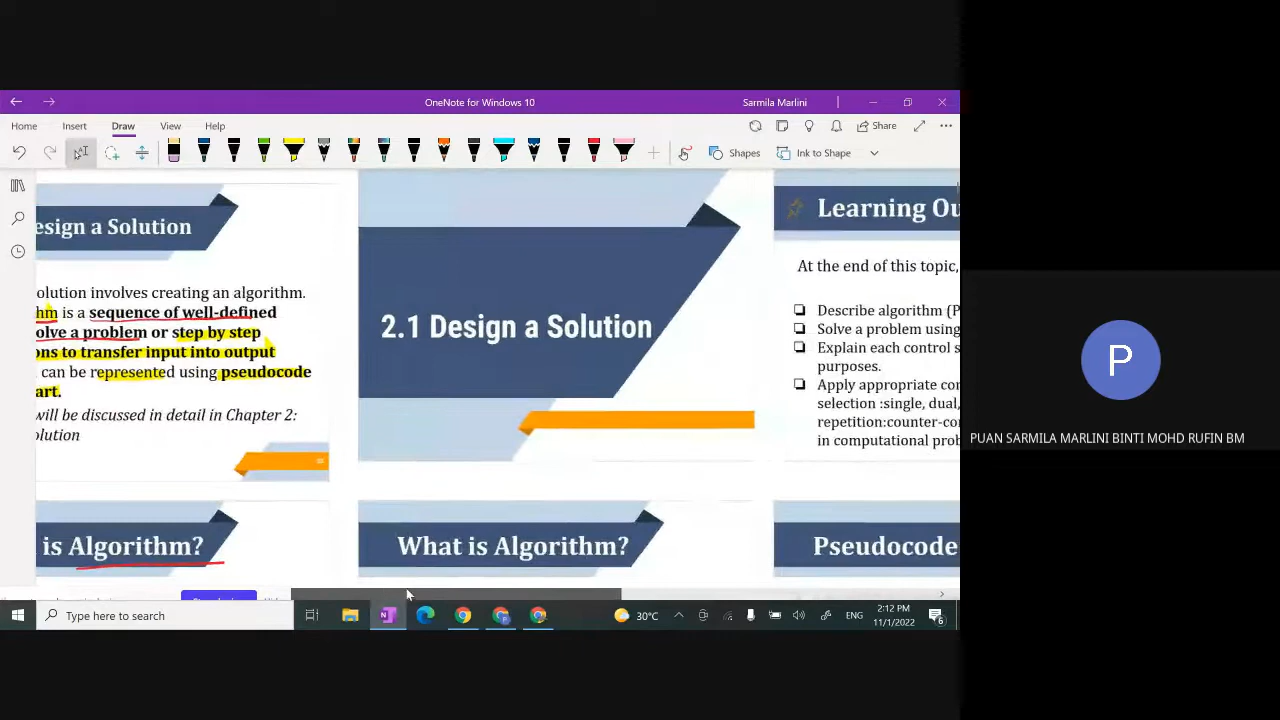 OneNote for Windows 10
Sarmila Marlini
Home Insert Draw View Help
Share
Shapes
Ink to Shape
esign a Solution
olution involves creating an algorithm.
hm is a sequence of well-defined
olve a problem or step by step
ons to transfer input into output
can be represented using pseudocode
art.
will be discussed in detail in Chapter 2:
olution
2.1 Design a Solution
Learning Ou
At the end of this topic,
Describe algorithm (P
Solve a problem using
Explain each control s
purposes.
Apply appropriate con
selection :single, dual,
repetition:counter-con
in computational prob
is Algorithm?
What is Algorithm?
Pseudocode
Type here to search
30°C
ENG
2:12 PM
11/1/2022
6
P
PUAN SARMILA MARLINI BINTI MOHD RUFIN BM